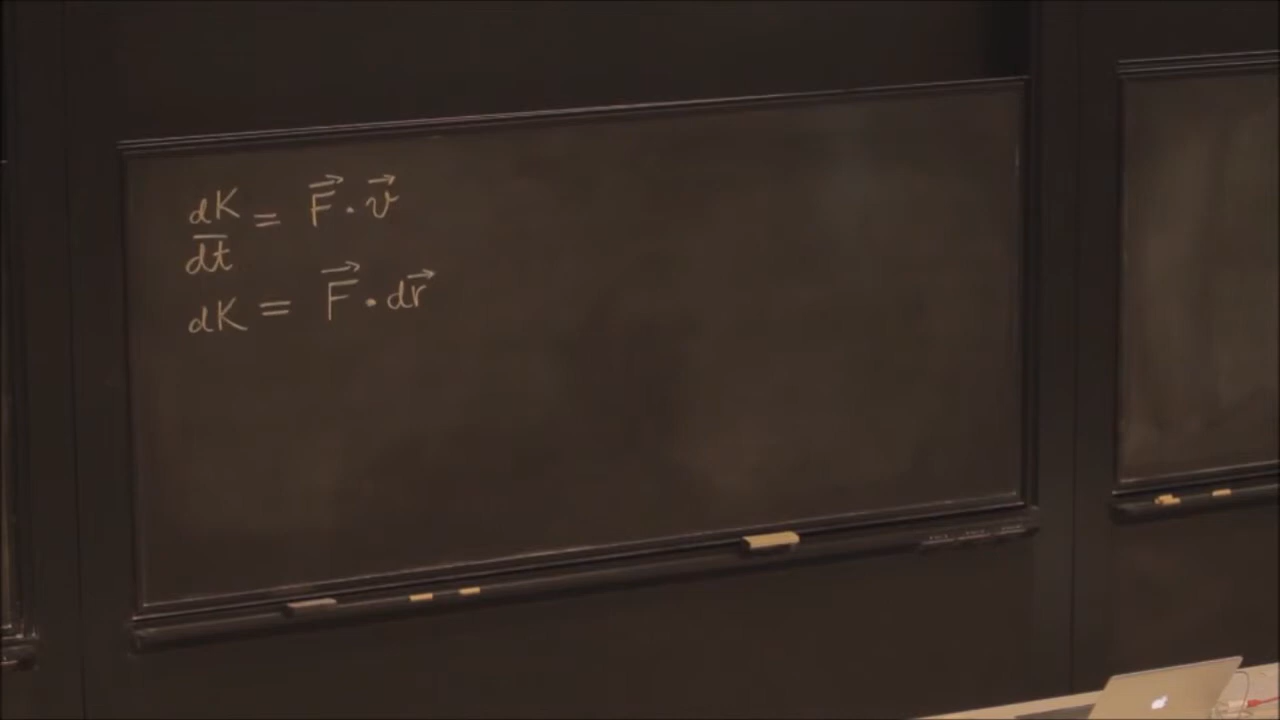 dK/dt = F⃗ · v⃗
dK = F⃗ · dr⃗